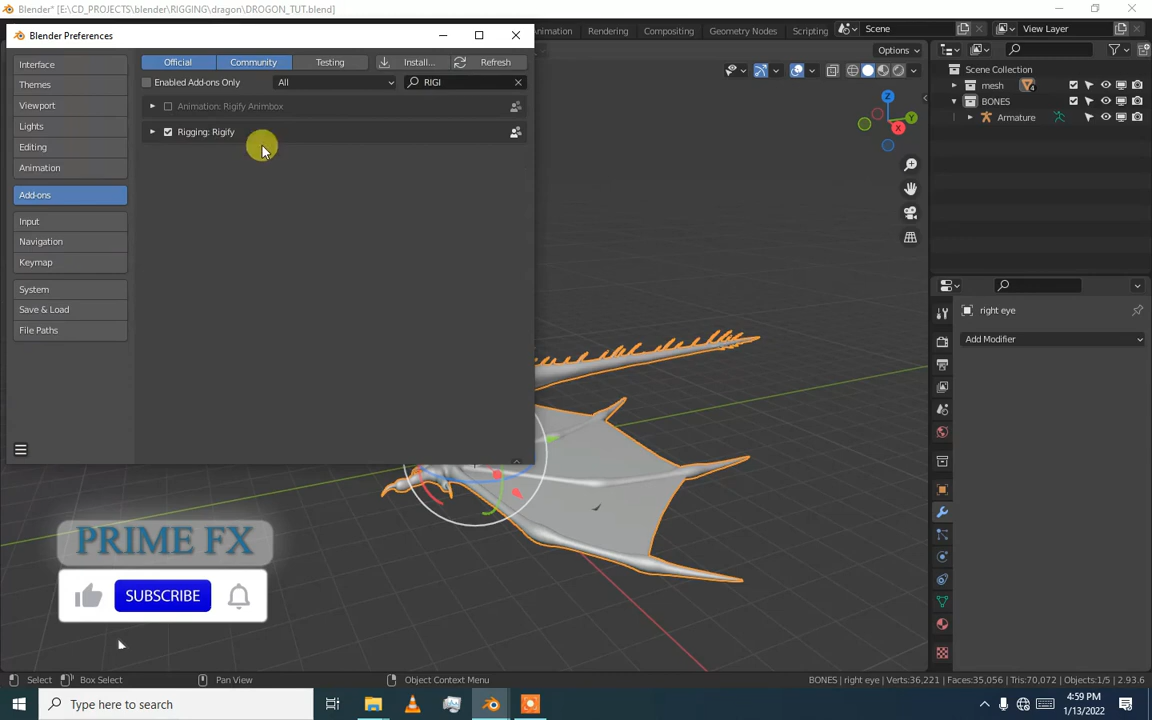 Blender* [E:\CD_PROJECTS\blender\RIGGING\dragon\DROGON_TUT.blend]
Blender Preferences
Animation
Rendering
Compositing
Geometry Nodes
Scripting
Scene
View Layer
Interface
Themes
Viewport
Lights
Editing
Animation
Add-ons
Input
Navigation
Keymap
System
Save & Load
File Paths
Official
Community
Testing
Install...
Refresh
Enabled Add-ons Only
All
RIGI
Animation: Rigify Animbox
Rigging: Rigify
Options
X
Y
Z
Scene Collection
mesh
4
BONES
Armature
right eye
Add Modifier
PRIME FX
SUBSCRIBE
Select
Box Select
Pan View
Object Context Menu
BONES | right eye | Verts:36,221 | Faces:35,056 | Tris:70,072 | Objects:1/5 | 2.93.6
Type here to search
4:59 PM
1/13/2022